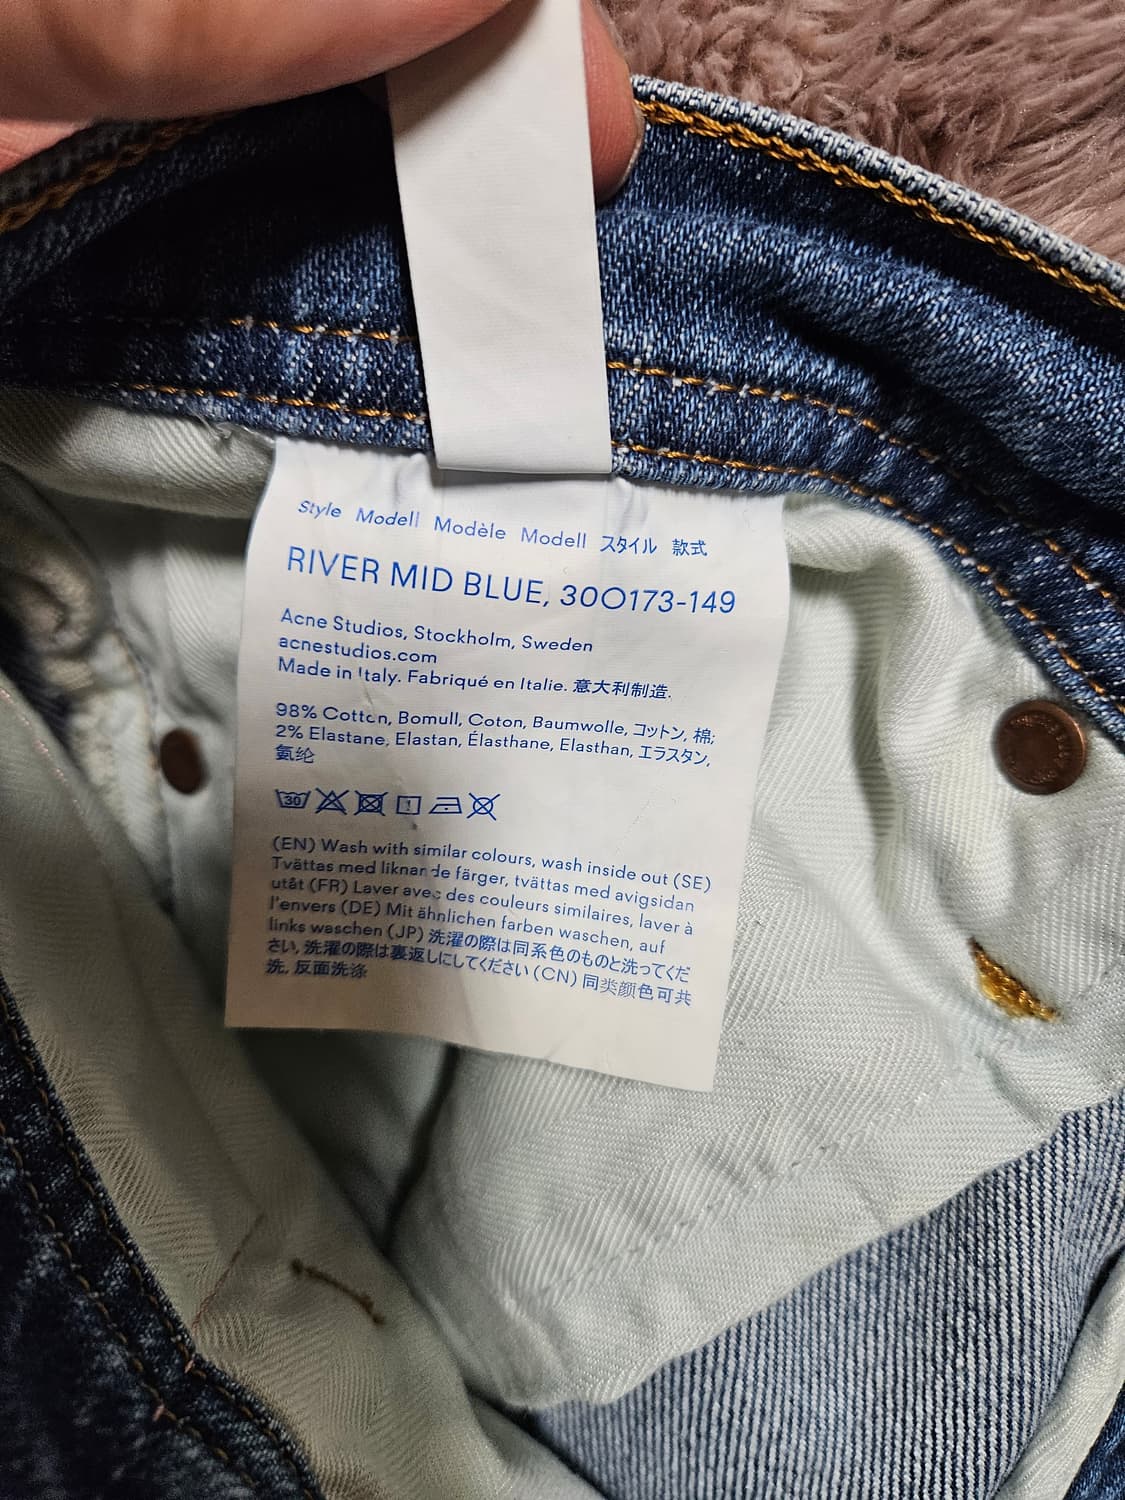 Style Modell Modèle Modell スタイル 款式
RIVER MID BLUE, 30O173-149
Acne Studios, Stockholm, Sweden
acnestudios.com
Made in Italy. Fabriqué en Italie. 意大利制造.
98% Cotton, Bomull, Coton, Baumwolle, コットン, 棉;
2% Elastane, Elastan, Élasthane, Elasthan, エラスタン,
氨纶
30
(EN) Wash with similar colours, wash inside out (SE)
Tvättas med liknande färger, tvättas med avigsidan
utåt (FR) Laver avec des couleurs similaires, laver à
l'envers (DE) Mit ähnlichen farben waschen, auf
links waschen (JP) 洗濯の際は同系色のものと洗ってくだ
さい, 洗濯の際は裏返しにしてください (CN) 同类颜色可共
洗, 反面洗涤